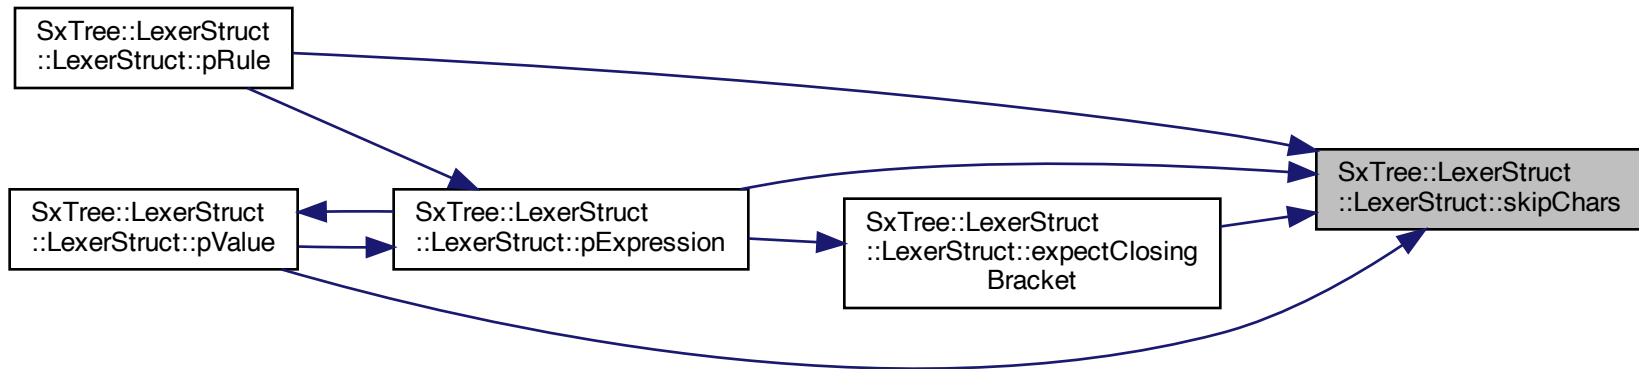 SxTree::LexerStruct
::LexerStruct::pRule
SxTree::LexerStruct
::LexerStruct::pValue
SxTree::LexerStruct
::LexerStruct::pExpression
SxTree::LexerStruct
::LexerStruct::expectClosing
Bracket
SxTree::LexerStruct
::LexerStruct::skipChars